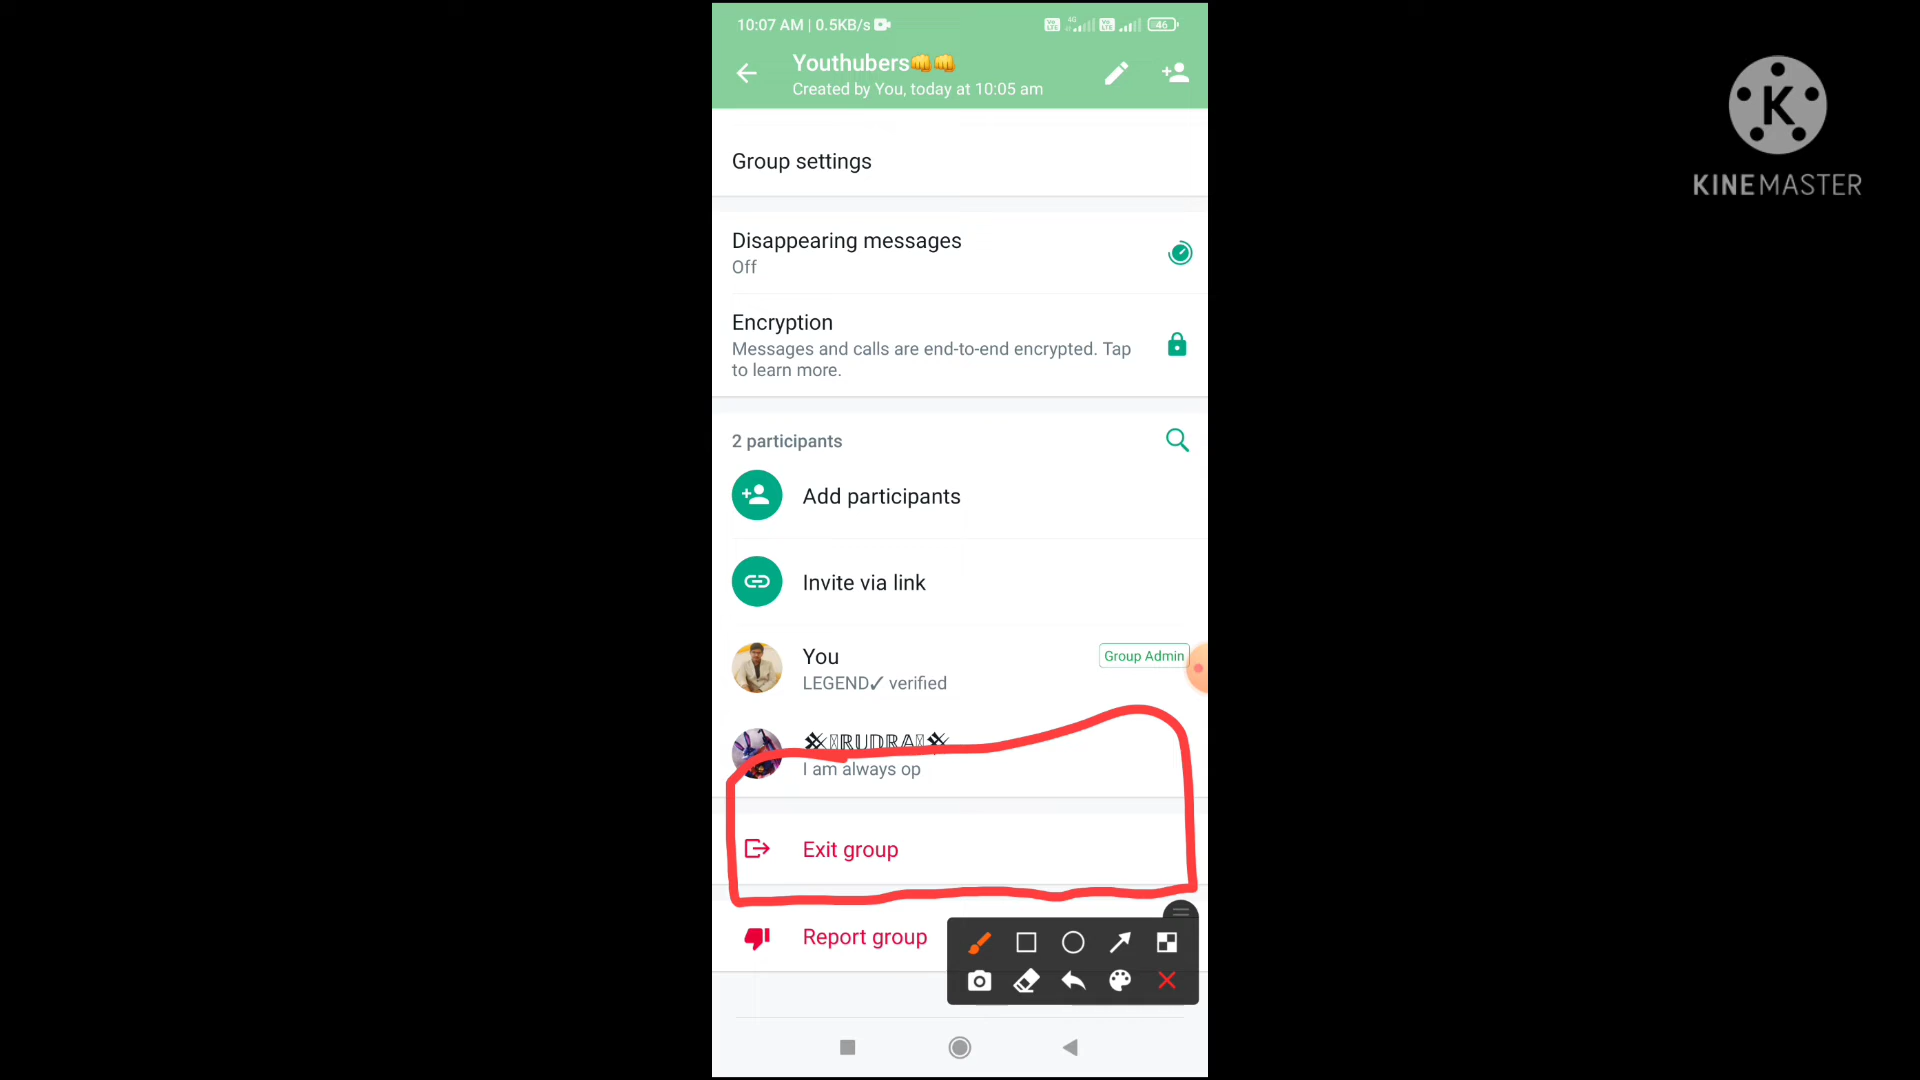 10:07 AM | 0.5KB/s
4G
46
Youthubers👊👊
Created by You, today at 10:05 am
KINEMASTER
Group settings
Disappearing messages
Off
Encryption
Messages and calls are end-to-end encrypted. Tap
to learn more.
2 participants
Add participants
Invite via link
You
Group Admin
LEGEND✓ verified
ℝ𝕌𝔻ℝ𝔸
I am always op
Exit group
Report group